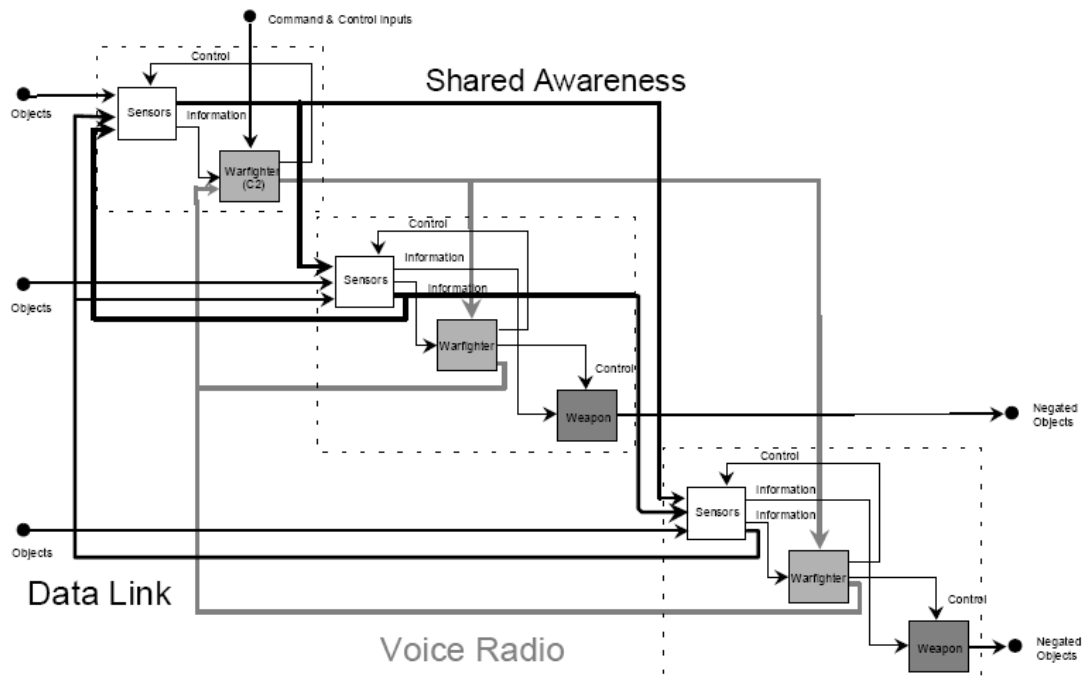 Command & Control Inputs
Control
Shared Awareness
Objects
Sensors
Information
Warfighter
(C2)
Control
Information
Sensors
Information
Objects
Warfighter
Control
Weapon
Negated
Objects
Control
Information
Sensors
Information
Objects
Warfighter
Data Link
Control
Weapon
Voice Radio
Negated
Objects